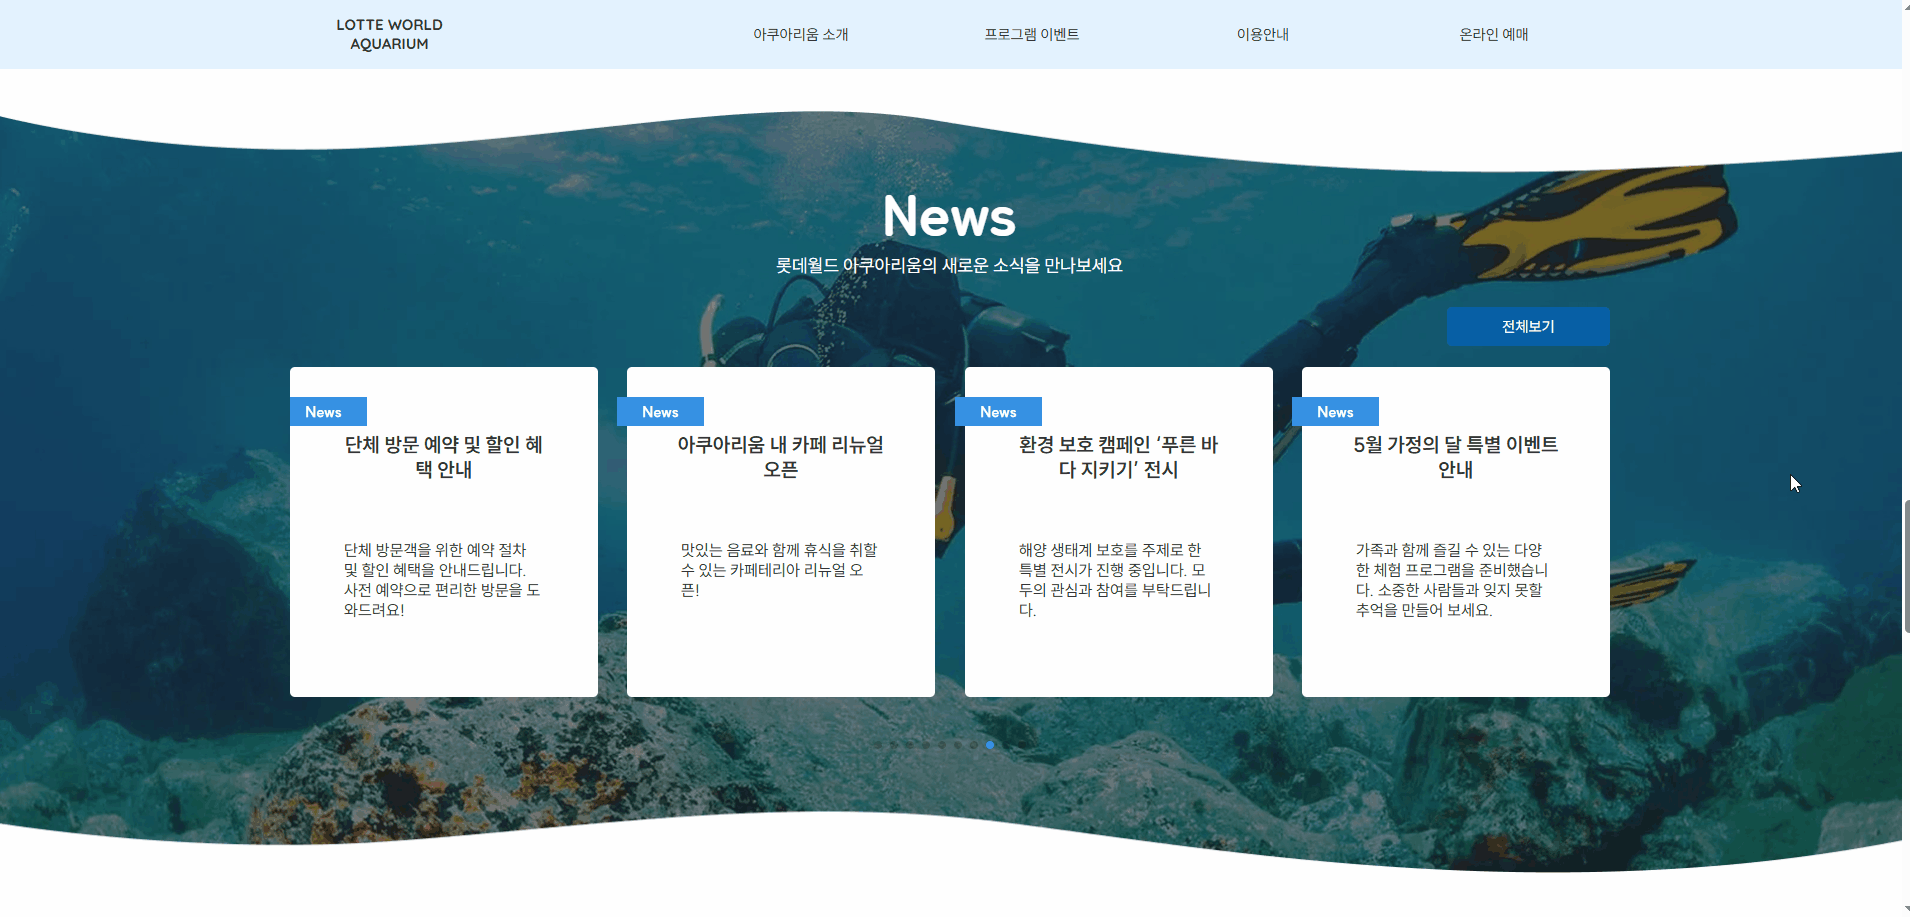 LOTTE WORLD
AQUARIUM
아쿠아리움 소개
프로그램 이벤트
이용안내
온라인 예매
News
롯데월드 아쿠아리움의 새로운 소식을 만나보세요
전체보기
News
단체 방문 예약 및 할인 혜
택 안내
단체 방문객을 위한 예약 절차
및 할인 혜택을 안내드립니다.
사전 예약으로 편리한 방문을 도
와드려요!
News
아쿠아리움 내 카페 리뉴얼
오픈
맛있는 음료와 함께 휴식을 취할
수 있는 카페테리아 리뉴얼 오
픈!
News
환경 보호 캠페인 ‘푸른 바
다 지키기’ 전시
해양 생태계 보호를 주제로 한
특별 전시가 진행 중입니다. 모
두의 관심과 참여를 부탁드립니
다.
News
5월 가정의 달 특별 이벤트
안내
가족과 함께 즐길 수 있는 다양
한 체험 프로그램을 준비했습니
다. 소중한 사람들과 잊지 못할
추억을 만들어 보세요.